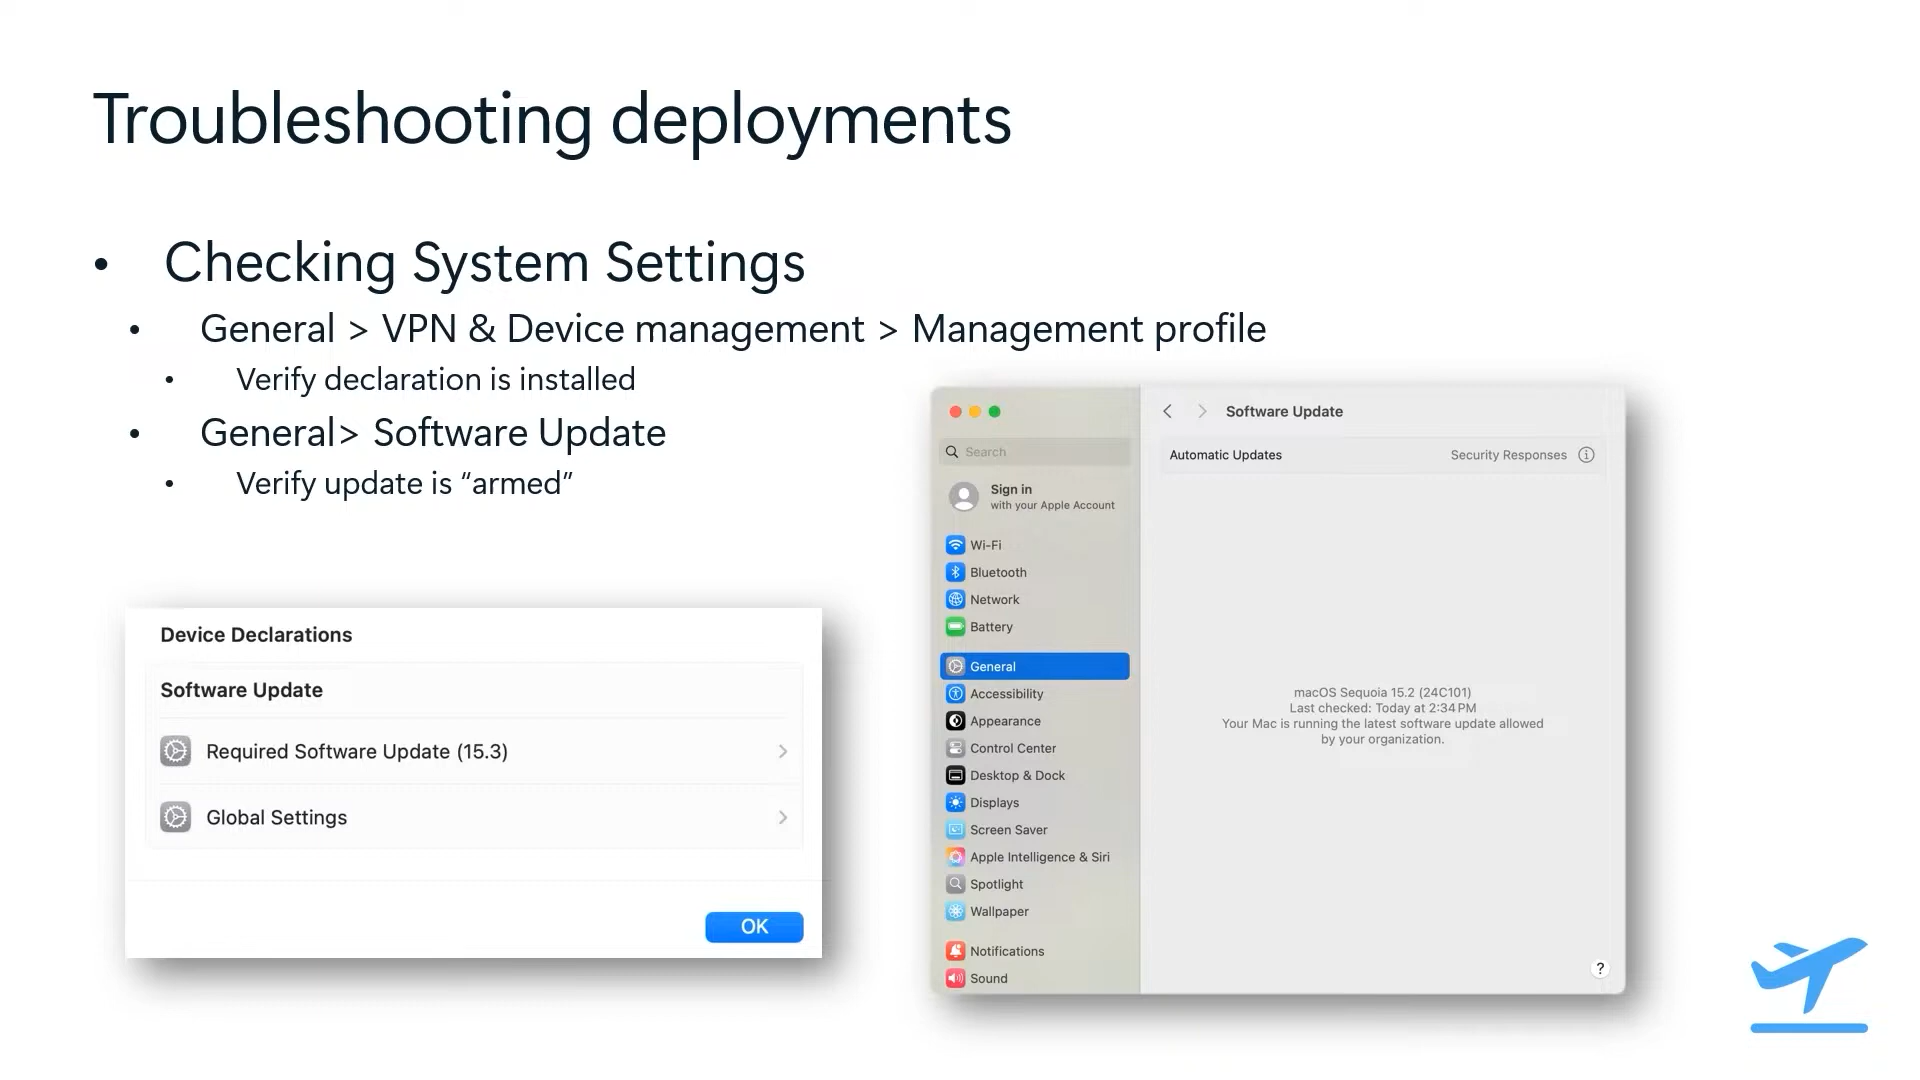 Troubleshooting deployments
• Checking System Settings
• General > VPN & Device management > Management profile
• Verify declaration is installed
• General> Software Update
• Verify update is “armed”
Device Declarations
Software Update
Required Software Update (15.3)
Global Settings
OK
Search
Sign in
with your Apple Account
Wi-Fi
Bluetooth
Network
Battery
General
Accessibility
Appearance
Control Center
Desktop & Dock
Displays
Screen Saver
Apple Intelligence & Siri
Spotlight
Wallpaper
Notifications
Sound
Software Update
Automatic Updates
Security Responses
macOS Sequoia 15.2 (24C101)
Last checked: Today at 2:34 PM
Your Mac is running the latest software update allowed
by your organization.
?